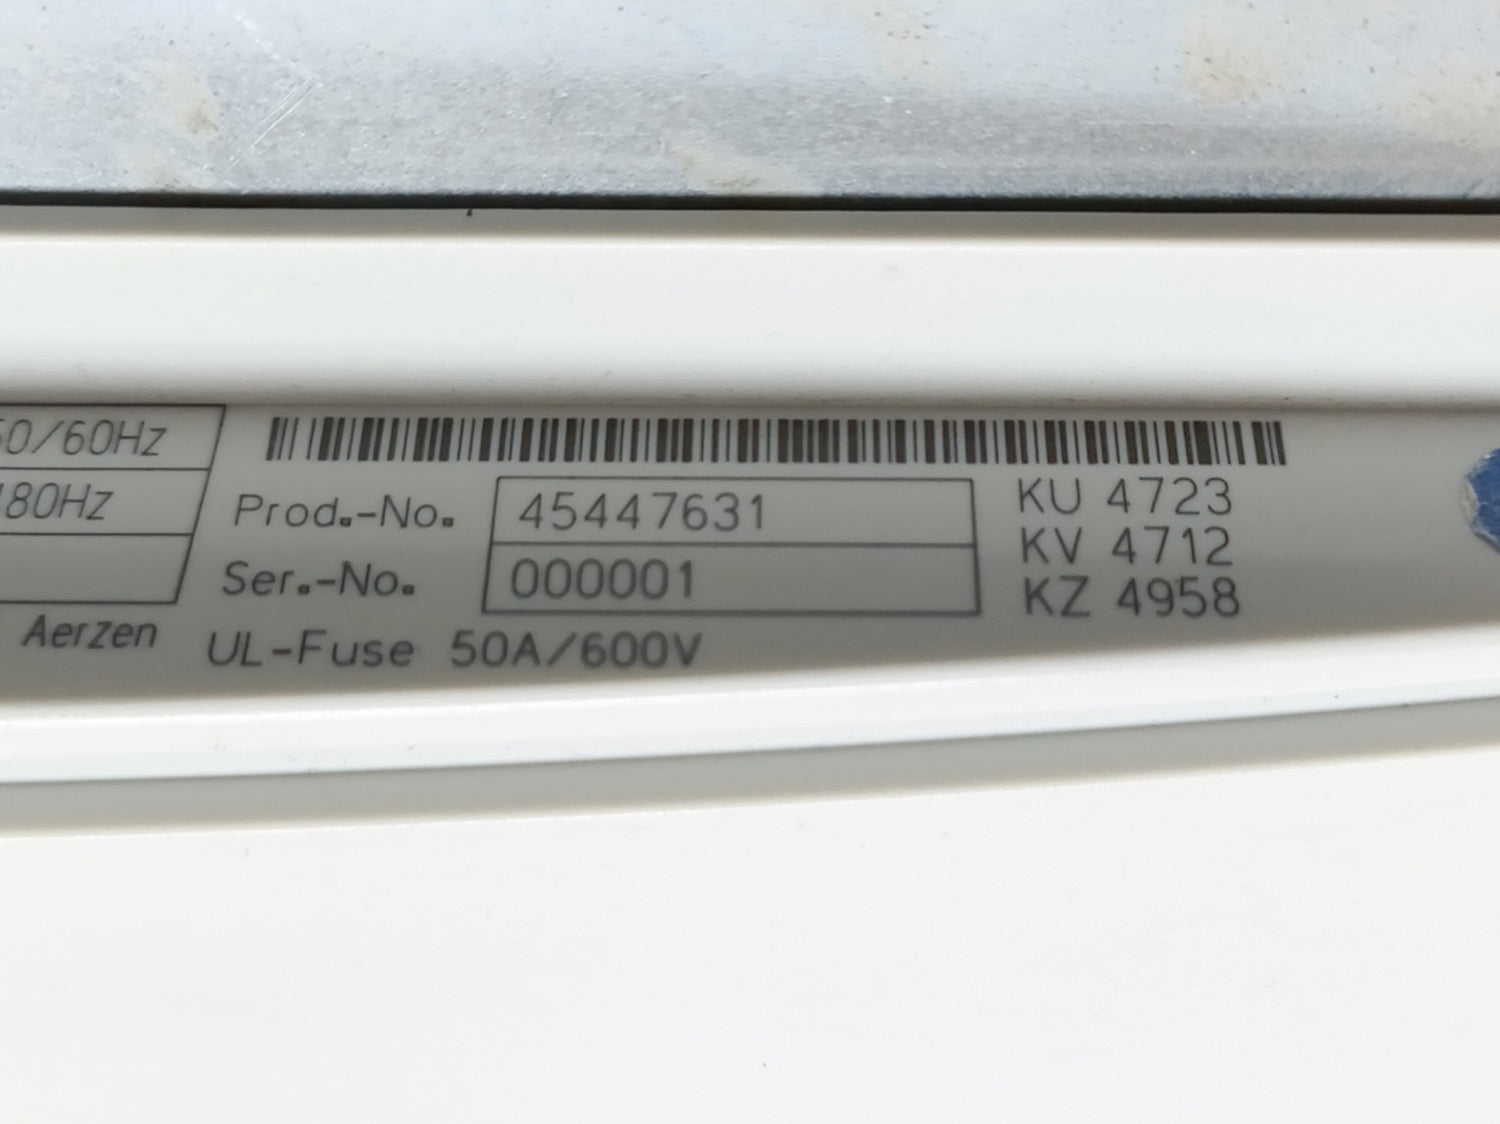 50/60Hz
480Hz
Prod.-No. 45447631
Ser.-No. 000001
Aerzen
UL-Fuse 50A/600V
KU 4723
KV 4712
KZ 4958